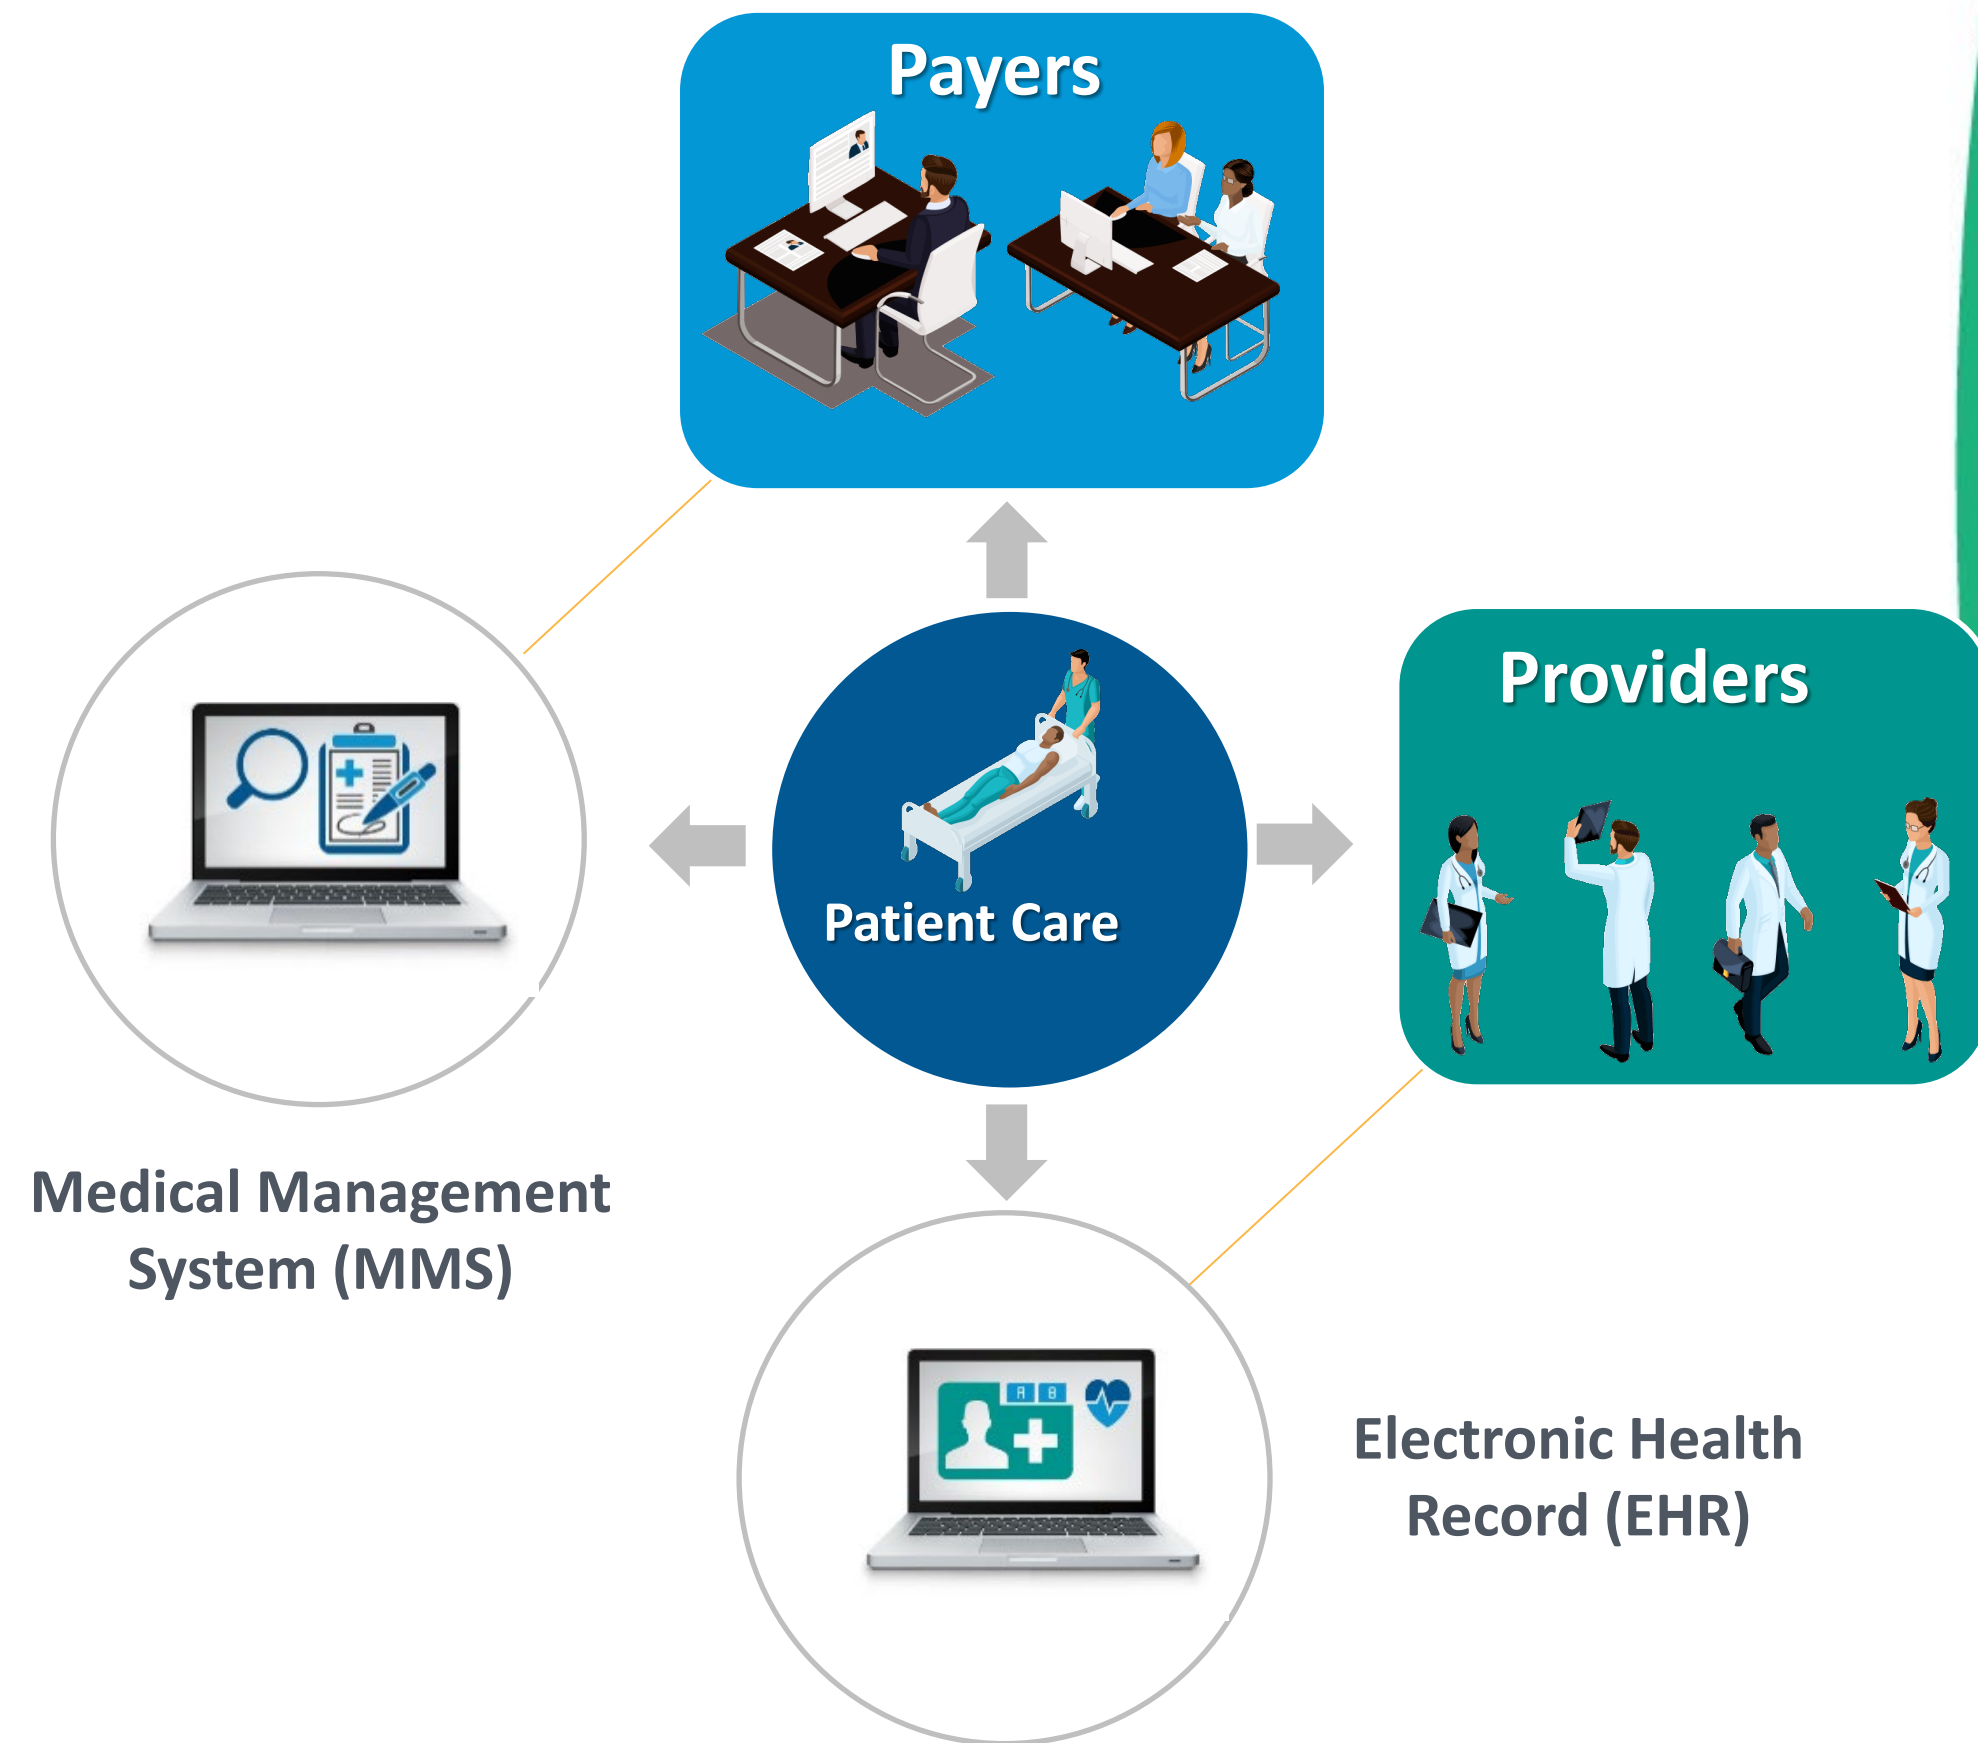 Payers
Providers
Patient Care
Medical Management
System (MMS)
A B
Electronic Health
Record (EHR)